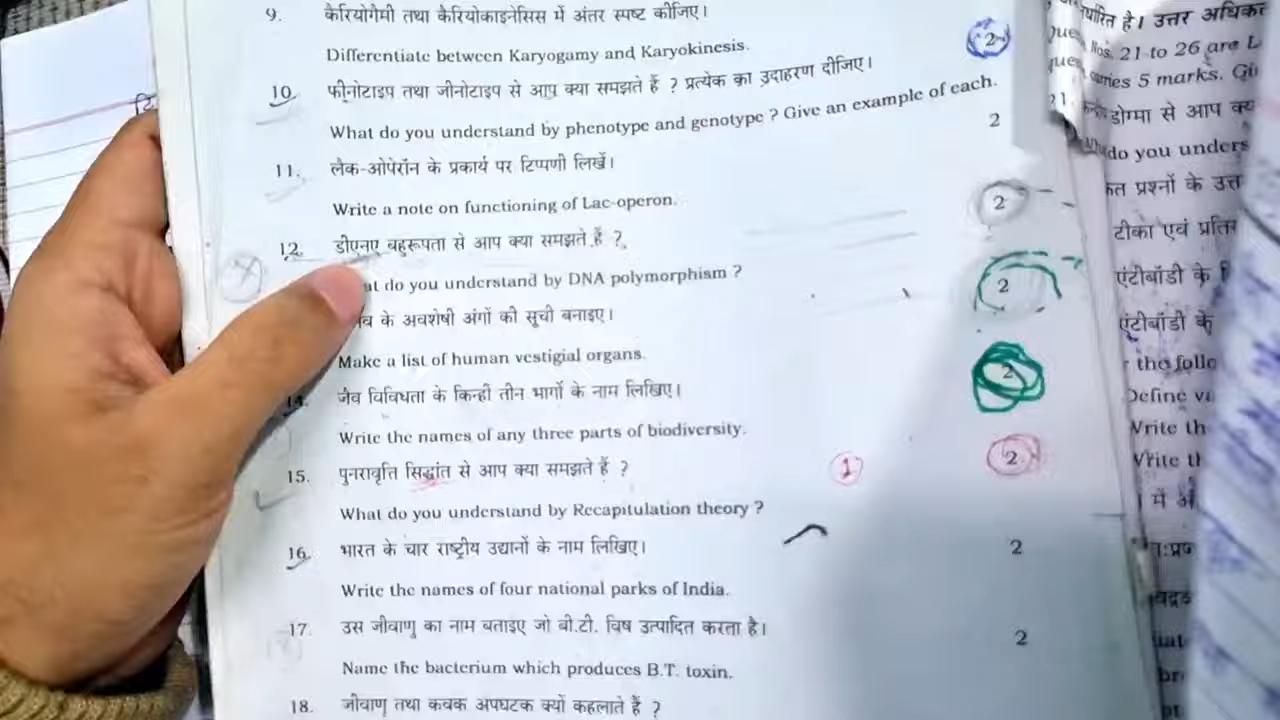 9. कैरियोगैमी तथा कैरियोकाइनेसिस में अंतर स्पष्ट कीजिए।
Differentiate between Karyogamy and Karyokinesis. 2
10. फीनोटाइप तथा जीनोटाइप से आप क्या समझते हैं ? प्रत्येक का उदाहरण दीजिए।
What do you understand by phenotype and genotype ? Give an example of each. 2
11. लैक-ओपेरॉन के प्रकार्य पर टिप्पणी लिखें।
Write a note on functioning of Lac-operon. 2
12. डीएनए बहुरूपता से आप क्या समझते हैं ?
at do you understand by DNA polymorphism ? 2
व के अवशेषी अंगों की सूची बनाइए।
Make a list of human vestigial organs. 2
14. जैव विविधता के किन्हीं तीन भागों के नाम लिखिए।
Write the names of any three parts of biodiversity. 2
15. पुनरावृत्ति सिद्धांत से आप क्या समझते हैं ? 1
What do you understand by Recapitulation theory ?
16. भारत के चार राष्ट्रीय उद्यानों के नाम लिखिए। 2
Write the names of four national parks of India.
17. उस जीवाणु का नाम बताइए जो बी.टी. विष उत्पादित करता है। 2
Name the bacterium which produces B.T. toxin.
18. जीवाणु तथा कवक अपघटक क्यों कहलाते हैं ?
र्धारित है। उत्तर अधिकत
Nos. 21 to 26 are L
carries 5 marks. Gi
डोग्मा से आप क्य
do you unders
प्रश्नों के उत्त
टीका एवं प्रति
एंटीबॉडी के
एंटीबॉडी के
the follo
Define va
Write th
Write th
में अं